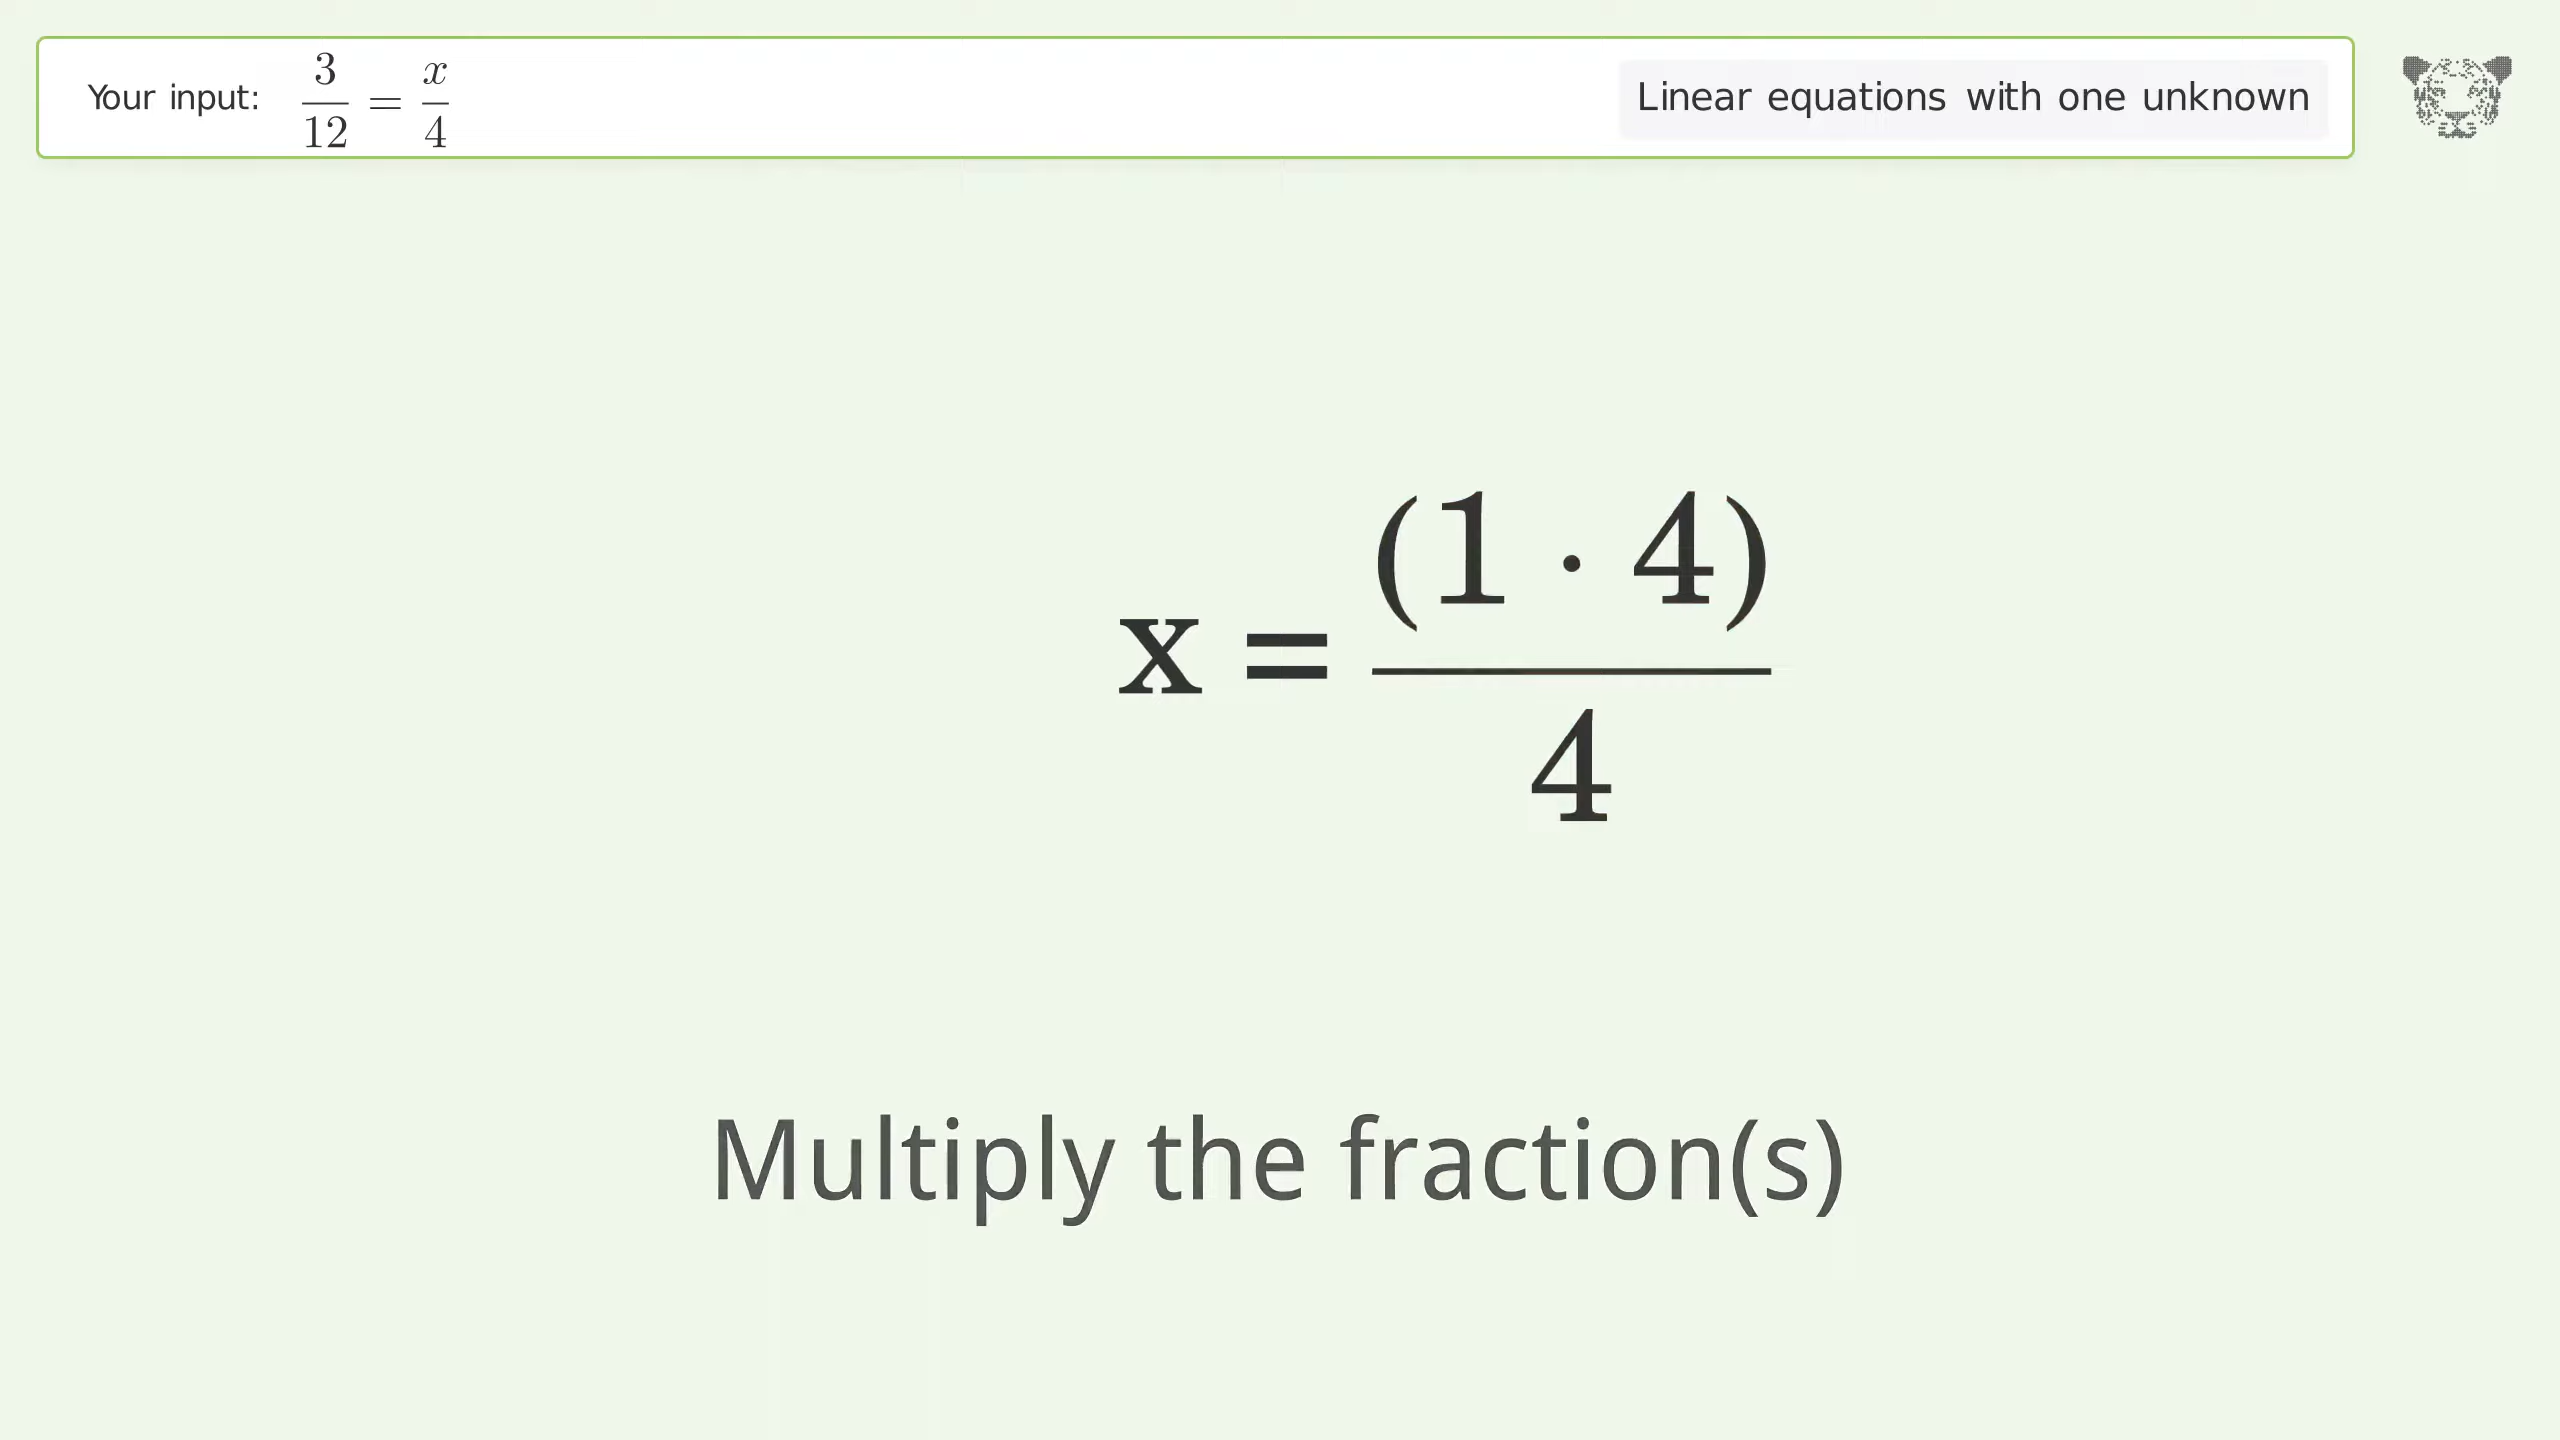 Your input: 3/12 = x/4
Linear equations with one unknown
x = (1 · 4)/4
Multiply the fraction(s)